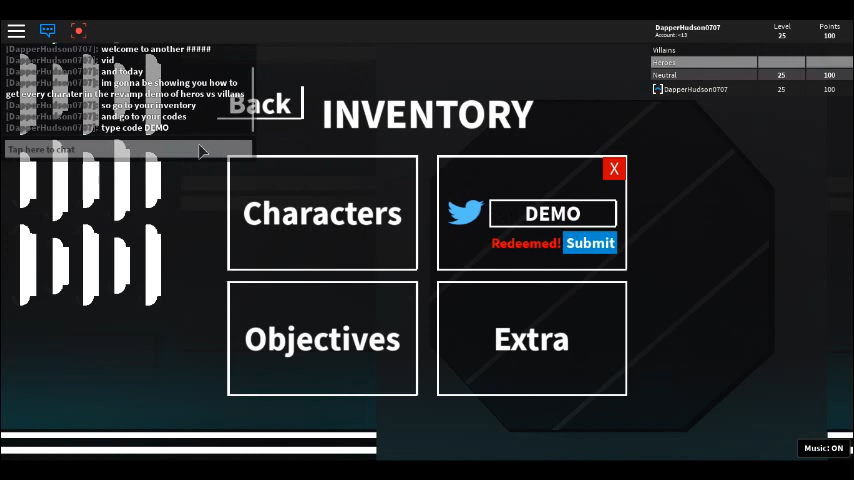 DapperHudson0707
Account: <13
Level
25
Points
100
Villains
Heroes
Neutral 25 100
DapperHudson0707 25 100
[DapperHudson0707]: welcome to another #####
[DapperHudson0707]: vid
[DapperHudson0707]: and today
[DapperHudson0707]: im gonna be showing you how to
get every charater in the revamp demo of heros vs villans
[DapperHudson0707]: so go to your inventory
[DapperHudson0707]: and go to your codes
[DapperHudson0707]: type code DEMO
Tap here to chat
Back
INVENTORY
Characters
X
DEMO
Redeemed! Submit
Objectives
Extra
Music: ON